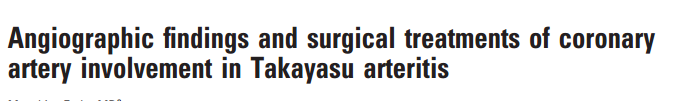 Angiographic findings and surgical treatments of coronary
artery involvement in Takayasu arteritis